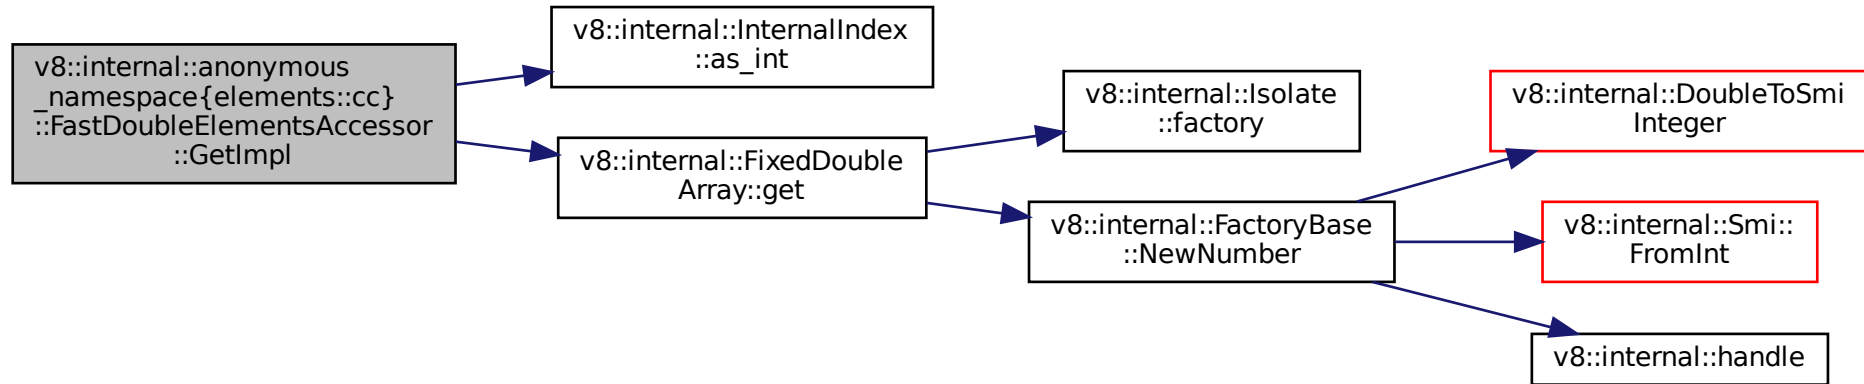 v8::internal::anonymous
_namespace{elements::cc}
::FastDoubleElementsAccessor
::GetImpl
v8::internal::InternalIndex
::as_int
v8::internal::FixedDouble
Array::get
v8::internal::Isolate
::factory
v8::internal::FactoryBase
::NewNumber
v8::internal::DoubleToSmi
Integer
v8::internal::Smi::
FromInt
v8::internal::handle